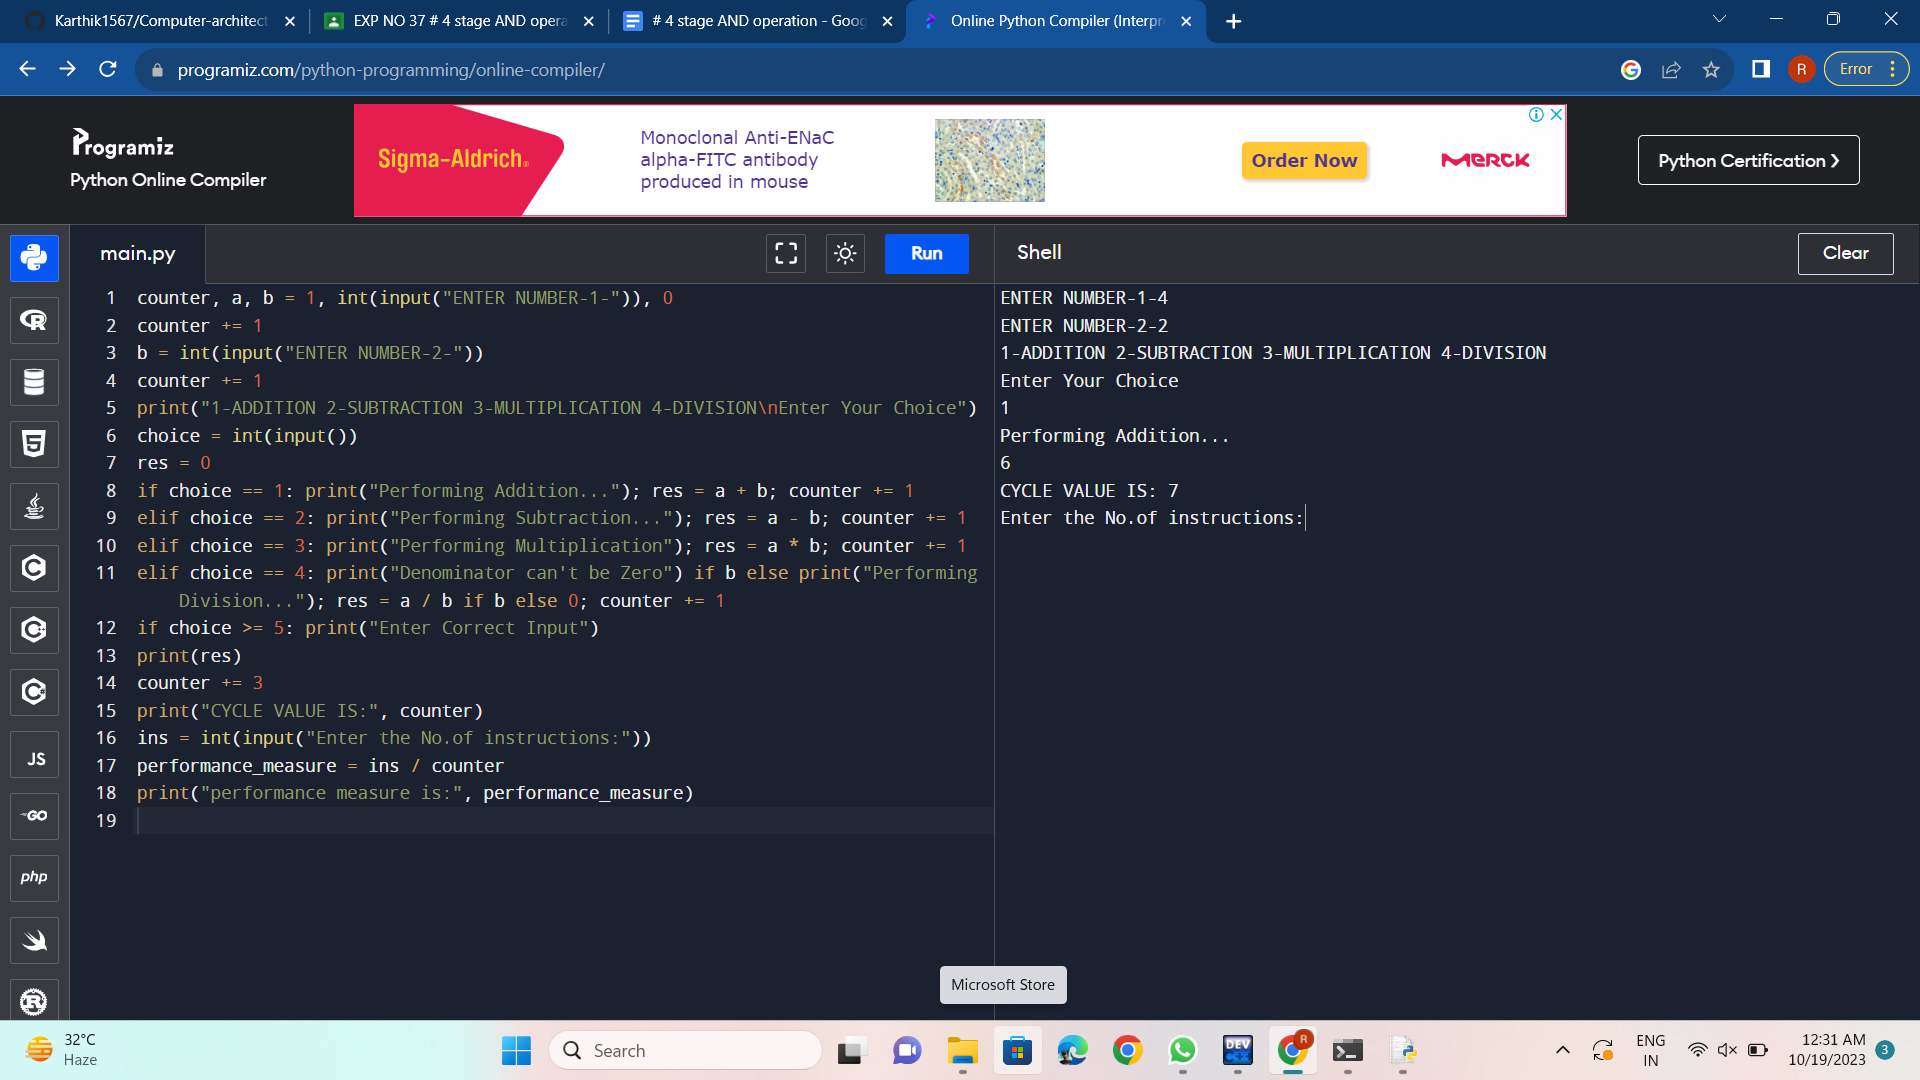 Karthik1567/Computer-architect
EXP NO 37 # 4 stage AND opera
# 4 stage AND operation - Goog
Online Python Compiler (Interpre
programiz.com/python-programming/online-compiler/
R
Error
Programiz
Python Online Compiler
Sigma-Aldrich®
Monoclonal Anti-ENaC
alpha-FITC antibody
produced in mouse
Order Now
MERCK
Python Certification
main.py
Run
Shell
Clear
1 counter, a, b = 1, int(input("ENTER NUMBER-1-")), 0
2 counter += 1
3 b = int(input("ENTER NUMBER-2-"))
4 counter += 1
5 print("1-ADDITION 2-SUBTRACTION 3-MULTIPLICATION 4-DIVISION\nEnter Your Choice")
6 choice = int(input())
7 res = 0
8 if choice == 1: print("Performing Addition..."); res = a + b; counter += 1
9 elif choice == 2: print("Performing Subtraction..."); res = a - b; counter += 1
10 elif choice == 3: print("Performing Multiplication"); res = a * b; counter += 1
11 elif choice == 4: print("Denominator can't be Zero") if b else print("Performing
Division..."); res = a / b if b else 0; counter += 1
12 if choice >= 5: print("Enter Correct Input")
13 print(res)
14 counter += 3
15 print("CYCLE VALUE IS:", counter)
16 ins = int(input("Enter the No.of instructions:"))
17 performance_measure = ins / counter
18 print("performance measure is:", performance_measure)
19
ENTER NUMBER-1-4
ENTER NUMBER-2-2
1-ADDITION 2-SUBTRACTION 3-MULTIPLICATION 4-DIVISION
Enter Your Choice
1
Performing Addition...
6
CYCLE VALUE IS: 7
Enter the No.of instructions:
JS
GO
php
Microsoft Store
32°C
Haze
Search
DEV
C++
R
ENG
IN
12:31 AM
10/19/2023
3